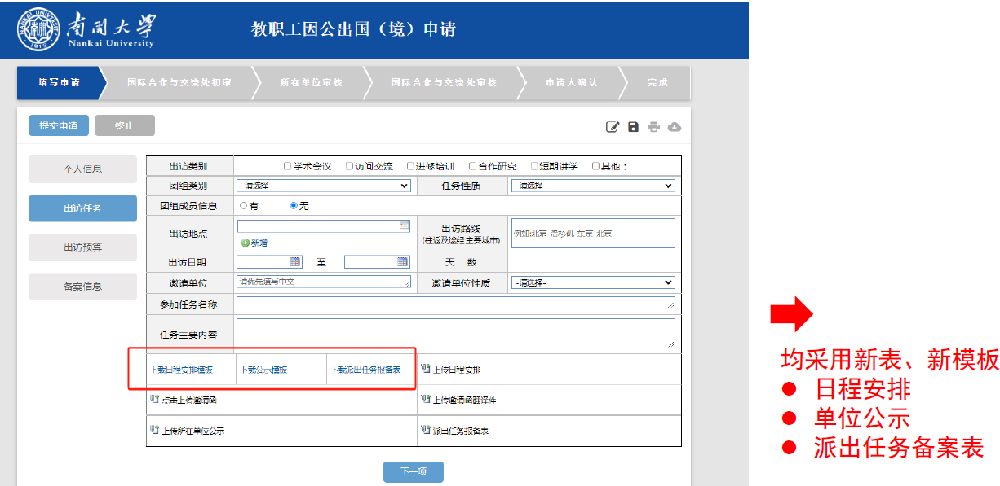 南开大学
Nankai University
教职工因公出国（境）申请
填写申请 国际合作与交流处初审 所在单位审核 国际合作与交流处审核 申请人确认 完成
提交申请 终止
个人信息
出访任务
出访预算
备案信息
出访类别 学术会议 访问交流 进修培训 合作研究 短期讲学 其他：
团组类别 -请选择- 任务性质 -请选择-
团组成员信息 有 无
出访地点 新增 出访路线
(往返及途经主要城市) 例如:北京-洛杉矶-东京-北京
出访日期 至 天 数
邀请单位 请优先填写中文 邀请单位性质 -请选择-
参加任务名称
任务主要内容
下载日程安排模板 下载公示模板 下载派出任务报备表 上传日程安排
点击上传邀请函 上传邀请函翻译件
上传所在单位公示 派出任务报备表
下一项
均采用新表、新模板
● 日程安排
● 单位公示
● 派出任务备案表